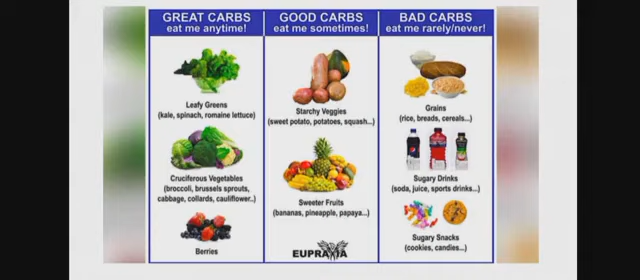 GREAT CARBS
eat me anytime!
Leafy Greens
(kale, spinach, romaine lettuce)
Cruciferous Vegetables
(broccoli, brussels sprouts,
cabbage, collards, cauliflower..)
Berries
GOOD CARBS
eat me sometimes!
Starchy Veggies
(sweet potato, potatoes, squash...)
Sweeter Fruits
(bananas, pineapple, papaya...)
EUPRAXIA
BAD CARBS
eat me rarely/never!
Grains
(rice, breads, cereals...)
Sugary Drinks
(soda, juice, sports drinks...)
Sugary Snacks
(cookies, candies...)